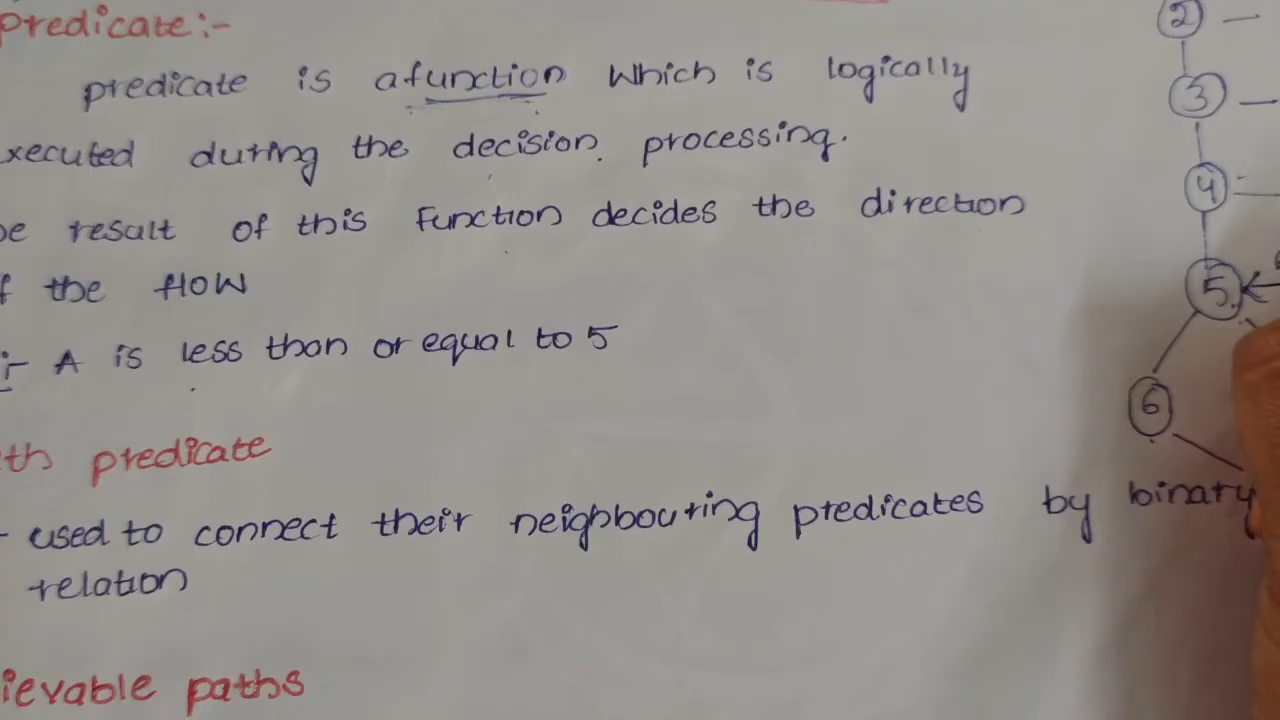 Predicate:-
predicate is a function which is logically
xecuted during the decision processing.
be result of this Function decides the direction
f the flow
:- A is less than or equal to 5
th predicate
- used to connect their neighbouring predicates by binary
relation
ievable paths
2
3
4
5
6